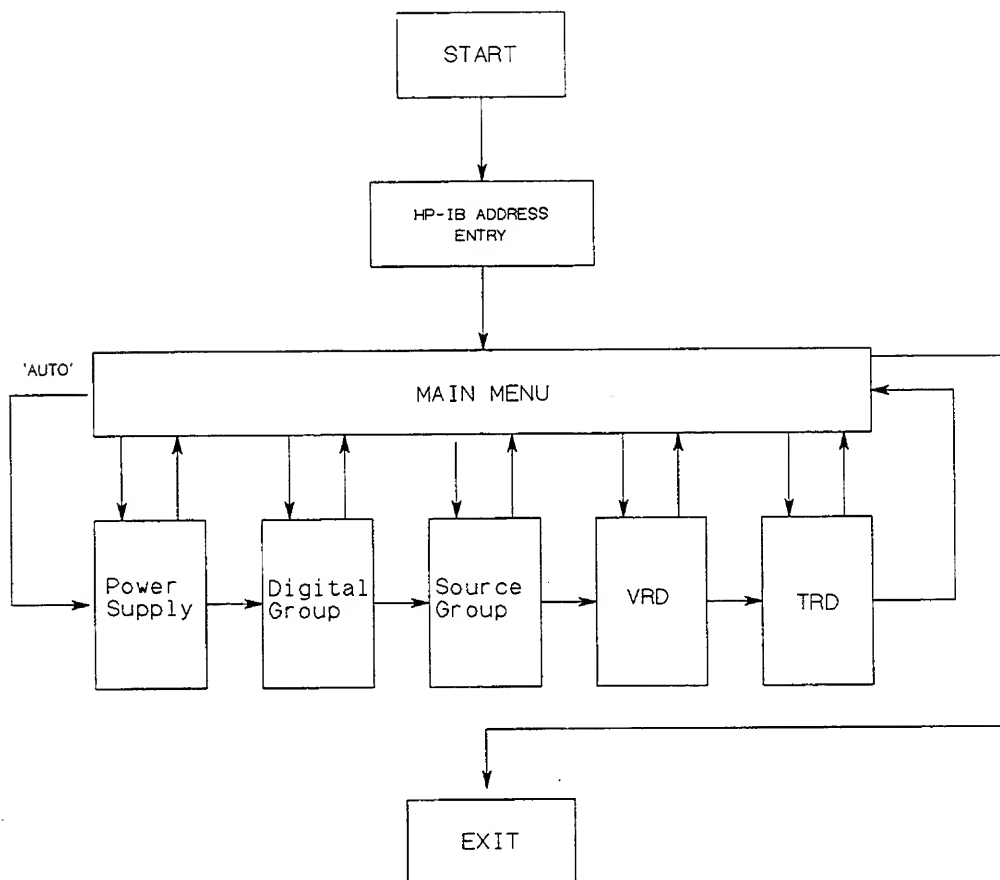 START
HP-IB ADDRESS
ENTRY
'AUTO'
MAIN MENU
Power
Supply
Digital
Group
Source
Group
VRD
TRD
EXIT